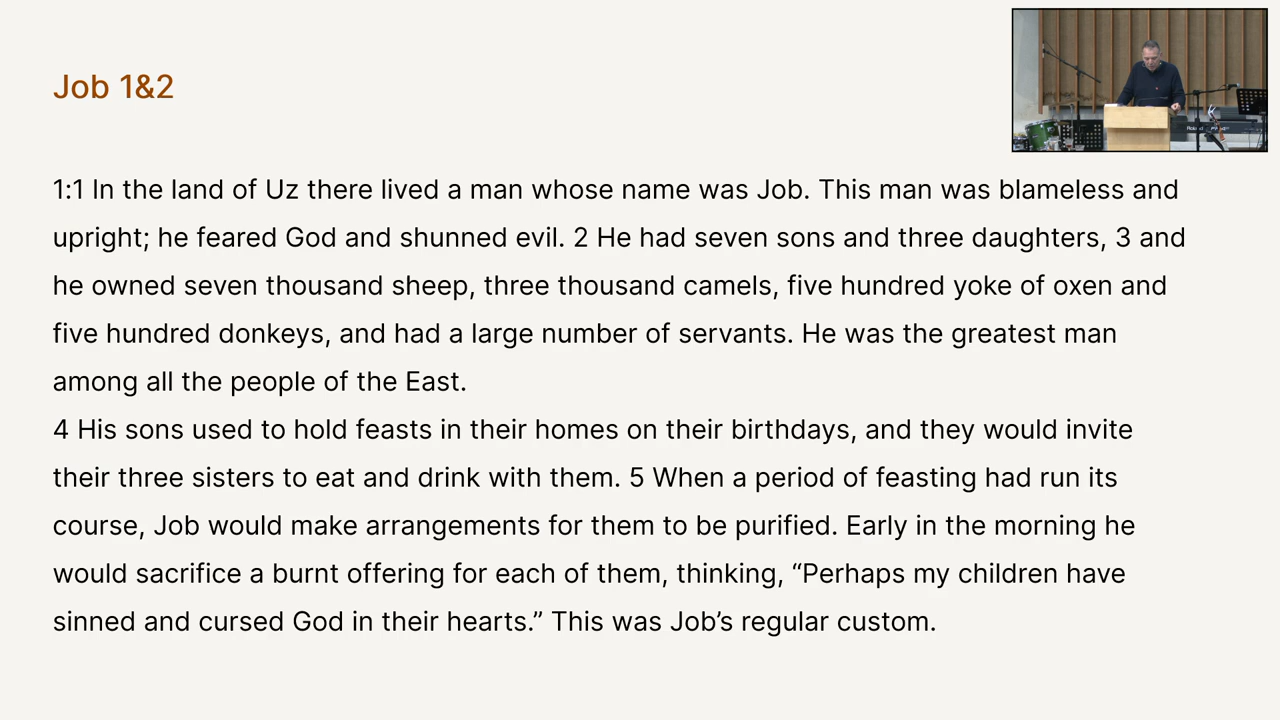 Job 1&2
1:1 In the land of Uz there lived a man whose name was Job. This man was blameless and
upright; he feared God and shunned evil. 2 He had seven sons and three daughters, 3 and
he owned seven thousand sheep, three thousand camels, five hundred yoke of oxen and
five hundred donkeys, and had a large number of servants. He was the greatest man
among all the people of the East.
4 His sons used to hold feasts in their homes on their birthdays, and they would invite
their three sisters to eat and drink with them. 5 When a period of feasting had run its
course, Job would make arrangements for them to be purified. Early in the morning he
would sacrifice a burnt offering for each of them, thinking, “Perhaps my children have
sinned and cursed God in their hearts.” This was Job’s regular custom.
Roland